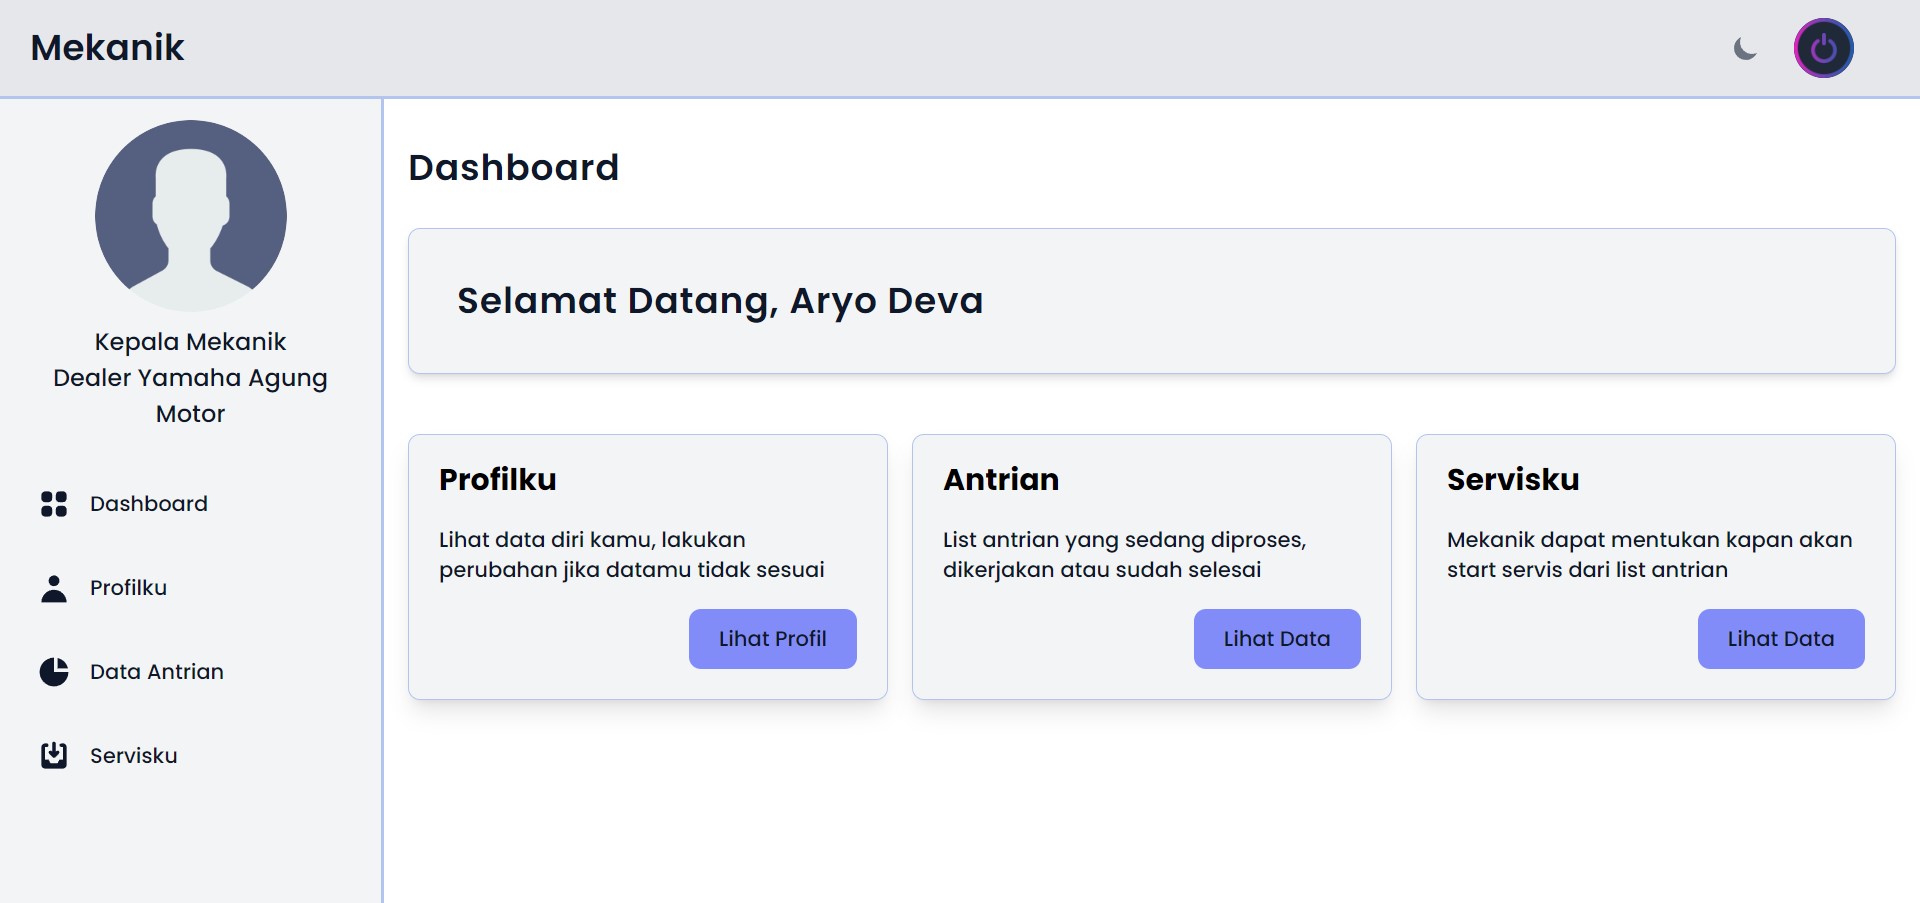 Mekanik
Kepala Mekanik
Dealer Yamaha Agung
Motor
Dashboard
Profilku
Data Antrian
Servisku
Dashboard
Selamat Datang, Aryo Deva
Profilku
Lihat data diri kamu, lakukan
perubahan jika datamu tidak sesuai
Lihat Profil
Antrian
List antrian yang sedang diproses,
dikerjakan atau sudah selesai
Lihat Data
Servisku
Mekanik dapat mentukan kapan akan
start servis dari list antrian
Lihat Data